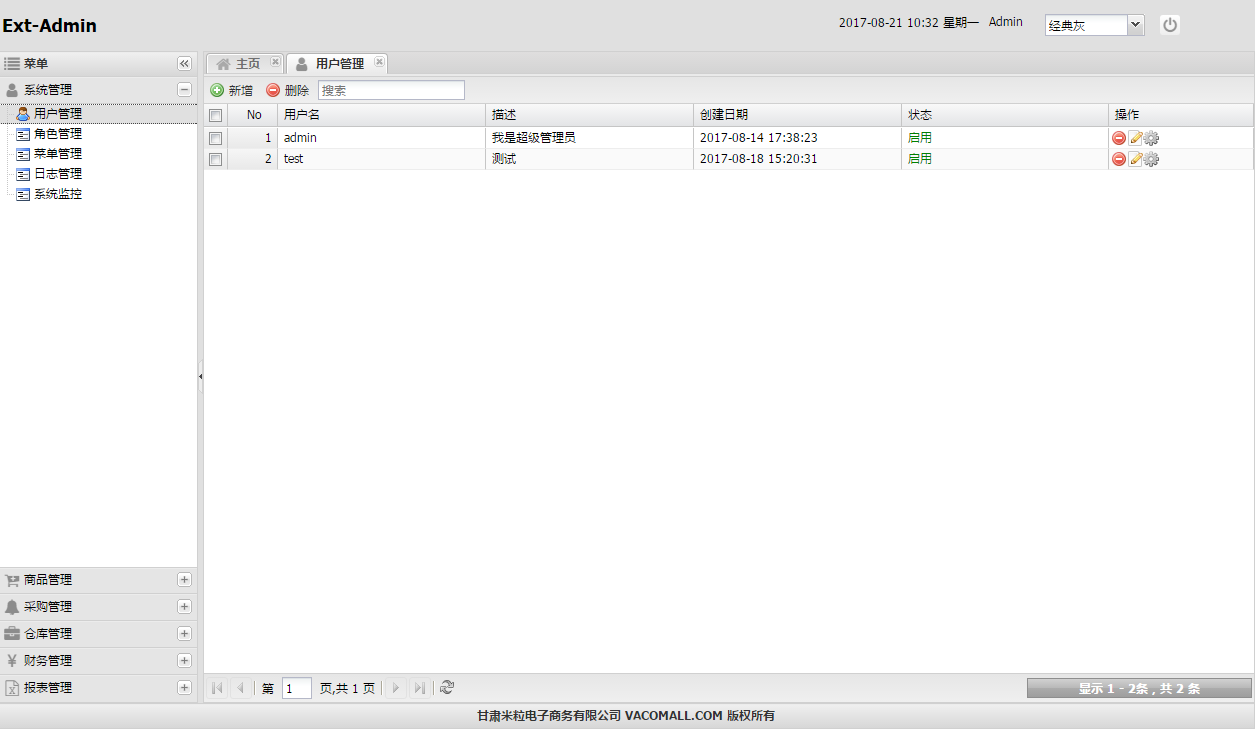 Ext-Admin
2017-08-21 10:32 星期一 Admin 经典灰
菜单
主页 用户管理
系统管理
新增 删除 搜索
用户管理
角色管理
菜单管理
日志管理
系统监控
No 用户名 描述 创建日期 状态 操作
1 admin 我是超级管理员 2017-08-14 17:38:23 启用
2 test 测试 2017-08-18 15:20:31 启用
商品管理
采购管理
仓库管理
财务管理
报表管理
第 1 页,共 1 页
显示 1 - 2条 , 共 2 条
甘肃米粒电子商务有限公司 VACOMALL.COM 版权所有